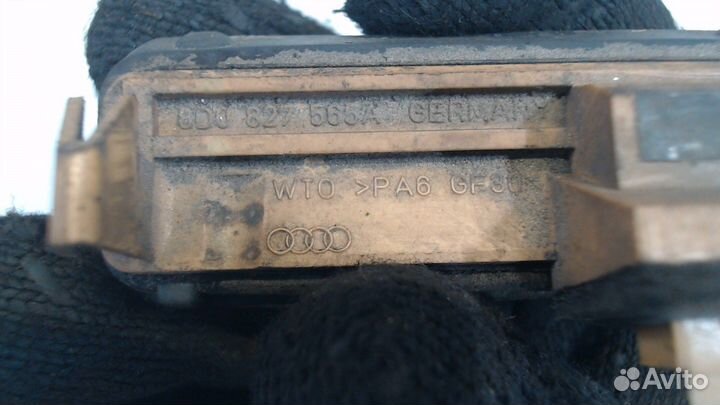 8D0 827 565A GERMANY
WTO >PA6 GF30
Avito